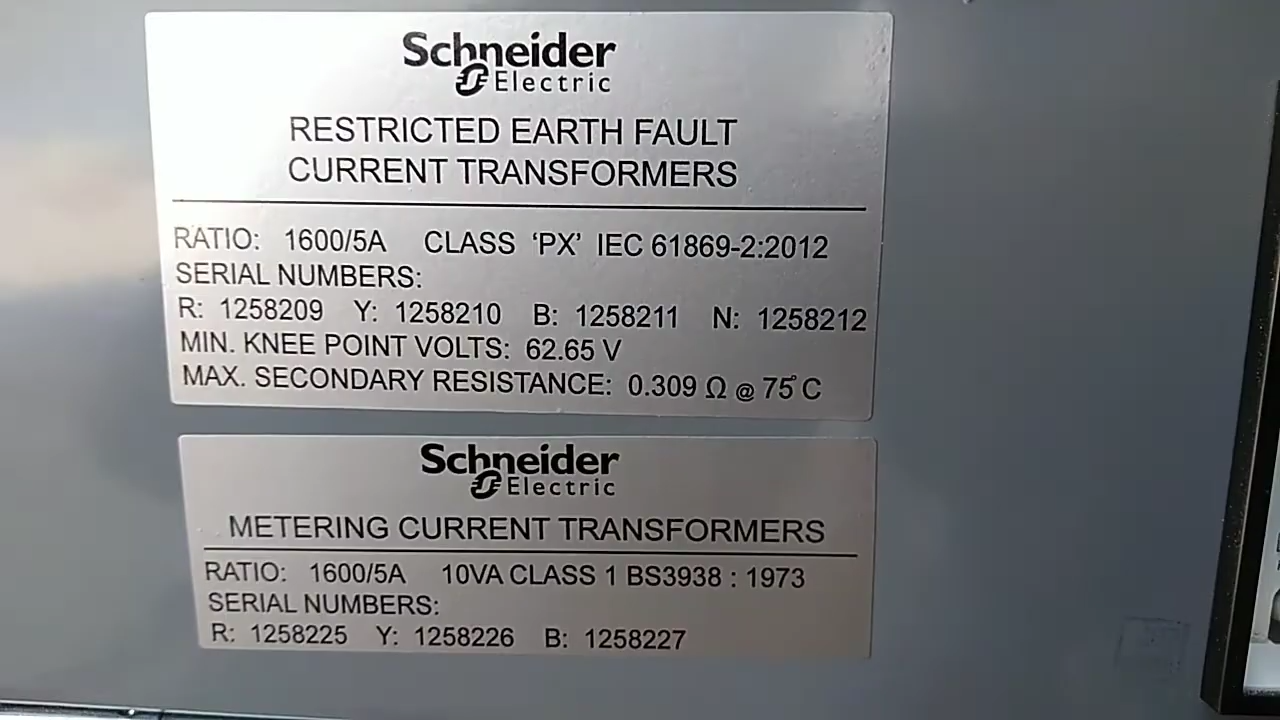 Schneider
Electric
RESTRICTED EARTH FAULT
CURRENT TRANSFORMERS
RATIO: 1600/5A CLASS 'PX' IEC 61869-2:2012
SERIAL NUMBERS:
R: 1258209 Y: 1258210 B: 1258211 N: 1258212
MIN. KNEE POINT VOLTS: 62.65 V
MAX. SECONDARY RESISTANCE: 0.309 Ω @ 75°C
Schneider
Electric
METERING CURRENT TRANSFORMERS
RATIO: 1600/5A 10VA CLASS 1 BS3938 : 1973
SERIAL NUMBERS:
R: 1258225 Y: 1258226 B: 1258227